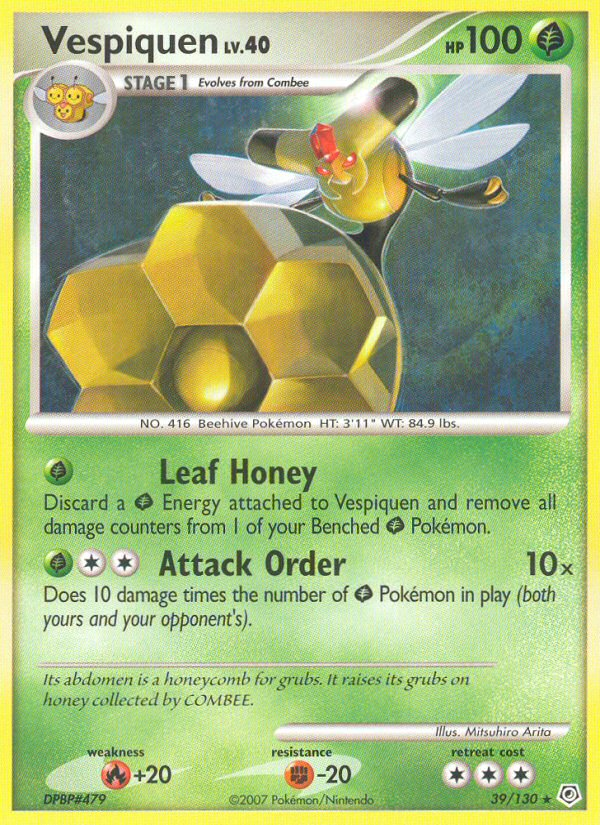 Vespiquen LV.40 HP 100
STAGE 1 Evolves from Combee
NO. 416 Beehive Pokémon HT: 3'11" WT: 84.9 lbs.
Leaf Honey
Discard a Energy attached to Vespiquen and remove all
damage counters from 1 of your Benched Pokémon.
Attack Order 10x
Does 10 damage times the number of Pokémon in play (both
yours and your opponent's).
Its abdomen is a honeycomb for grubs. It raises its grubs on
honey collected by COMBEE.
Illus. Mitsuhiro Arita
weakness resistance retreat cost
+20 -20
DPBP#479 ©2007 Pokémon/Nintendo 39/130 ★